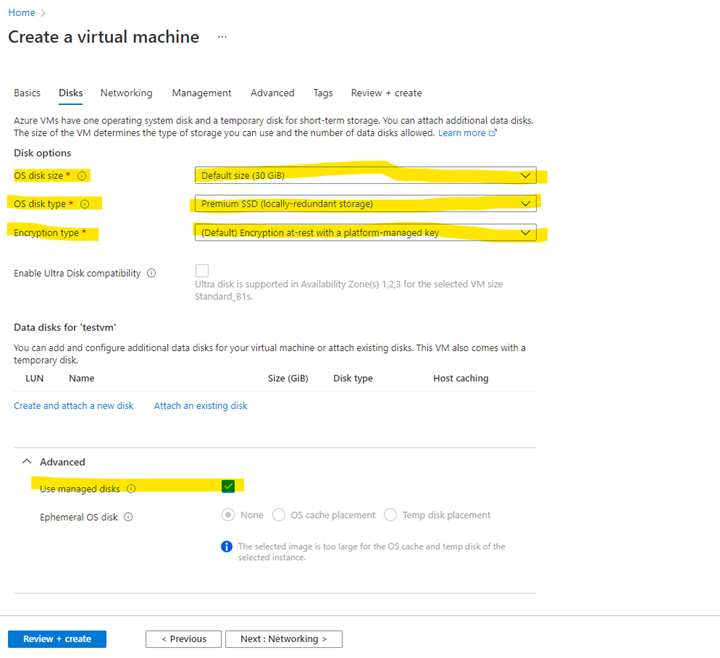 Home >
Create a virtual machine ...
Basics Disks Networking Management Advanced Tags Review + create
Azure VMs have one operating system disk and a temporary disk for short-term storage. You can attach additional data disks.
The size of the VM determines the type of storage you can use and the number of data disks allowed. Learn more
Disk options
OS disk size *
Default size (30 GiB)
OS disk type *
Premium SSD (locally-redundant storage)
Encryption type *
(Default) Encryption at-rest with a platform-managed key
Enable Ultra Disk compatibility
Ultra disk is supported in Availability Zone(s) 1,2,3 for the selected VM size
Standard_B1s.
Data disks for 'testvm'
You can add and configure additional data disks for your virtual machine or attach existing disks. This VM also comes with a
temporary disk.
LUN Name Size (GiB) Disk type Host caching
Create and attach a new disk Attach an existing disk
Advanced
Use managed disks
Ephemeral OS disk
None OS cache placement Temp disk placement
The selected image is too large for the OS cache and temp disk of the
selected instance.
Review + create < Previous Next : Networking >